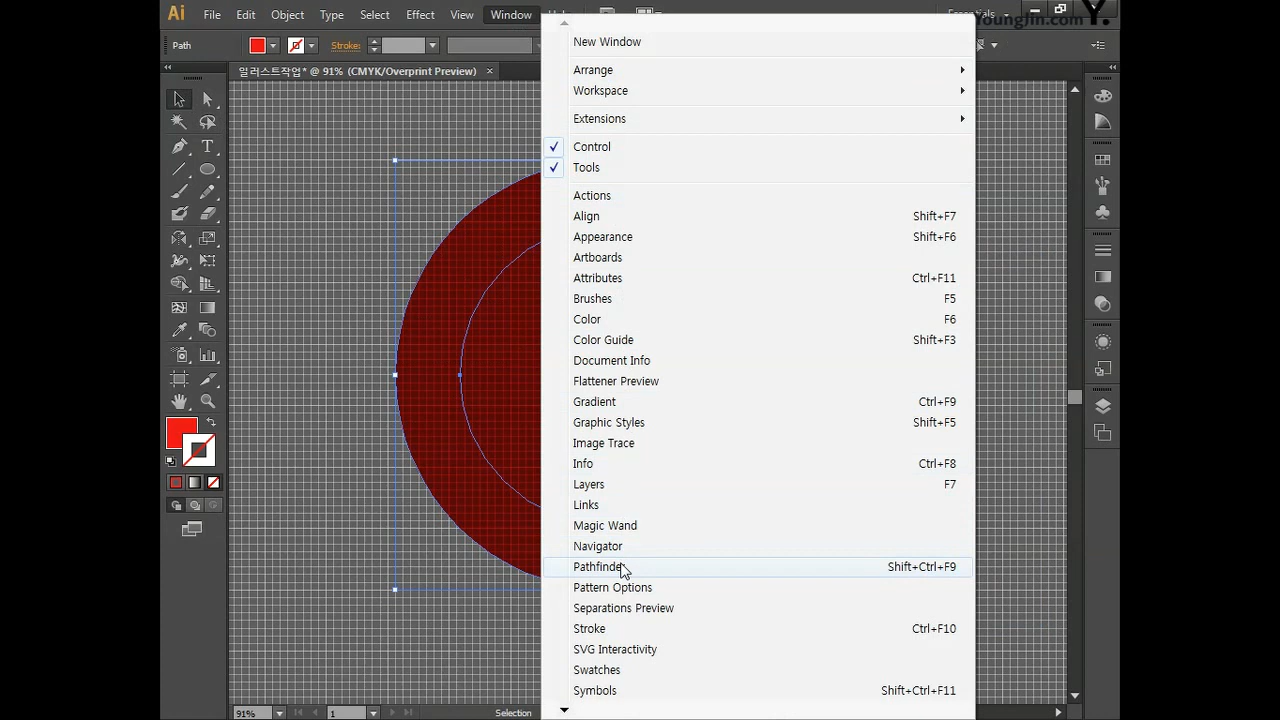 Ai File Edit Object Type Select Effect View Window
YoungJin.com Y.
Path Stroke:
일러스트작업* @ 91% (CMYK/Overprint Preview) ×
New Window
Arrange
Workspace
Extensions
Control
Tools
Actions
Align Shift+F7
Appearance Shift+F6
Artboards
Attributes Ctrl+F11
Brushes F5
Color F6
Color Guide Shift+F3
Document Info
Flattener Preview
Gradient Ctrl+F9
Graphic Styles Shift+F5
Image Trace
Info Ctrl+F8
Layers F7
Links
Magic Wand
Navigator
Pathfinder Shift+Ctrl+F9
Pattern Options
Separations Preview
Stroke Ctrl+F10
SVG Interactivity
Swatches
Symbols Shift+Ctrl+F11
91% 1 Selection